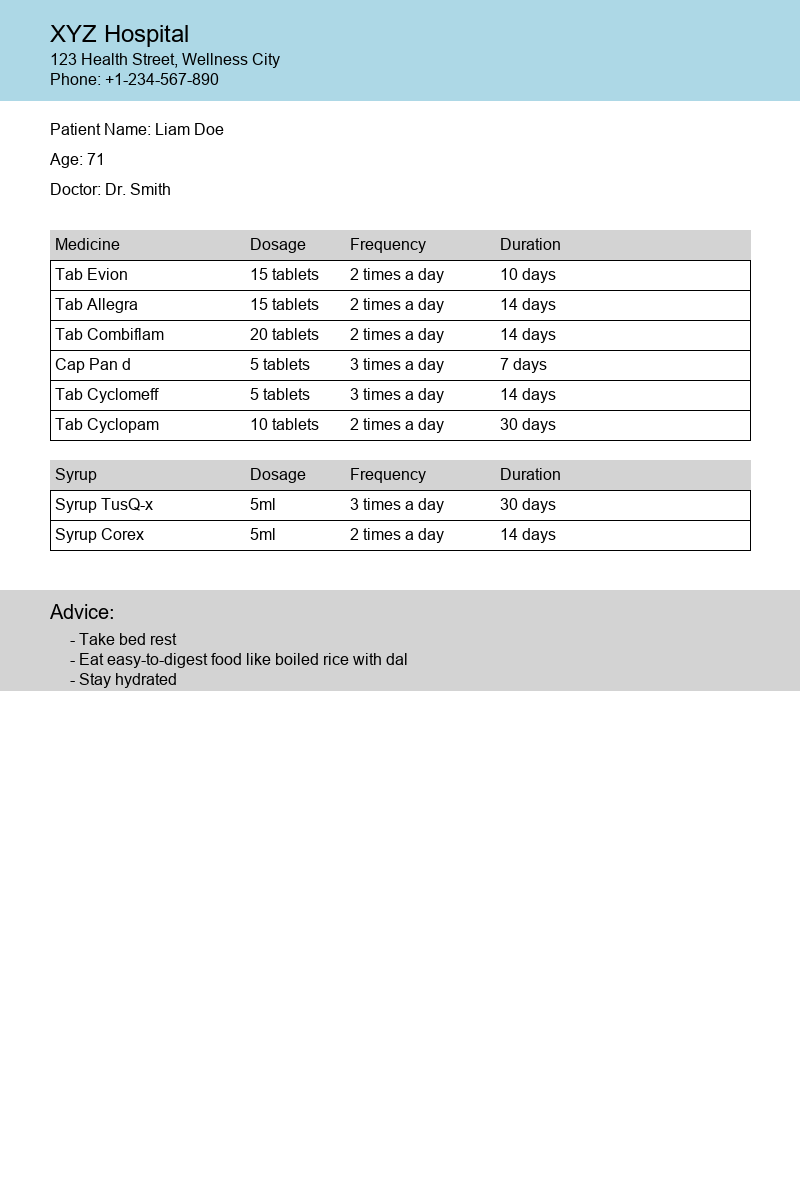 XYZ Hospital
123 Health Street, Wellness City
Phone: +1-234-567-890
Patient Name: Liam Doe
Age: 71
Doctor: Dr. Smith
Medicine Dosage Frequency Duration
Tab Evion 15 tablets 2 times a day 10 days
Tab Allegra 15 tablets 2 times a day 14 days
Tab Combiflam 20 tablets 2 times a day 14 days
Cap Pan d 5 tablets 3 times a day 7 days
Tab Cyclomeff 5 tablets 3 times a day 14 days
Tab Cyclopam 10 tablets 2 times a day 30 days
Syrup Dosage Frequency Duration
Syrup TusQ-x 5ml 3 times a day 30 days
Syrup Corex 5ml 2 times a day 14 days
Advice:
- Take bed rest
- Eat easy-to-digest food like boiled rice with dal
- Stay hydrated